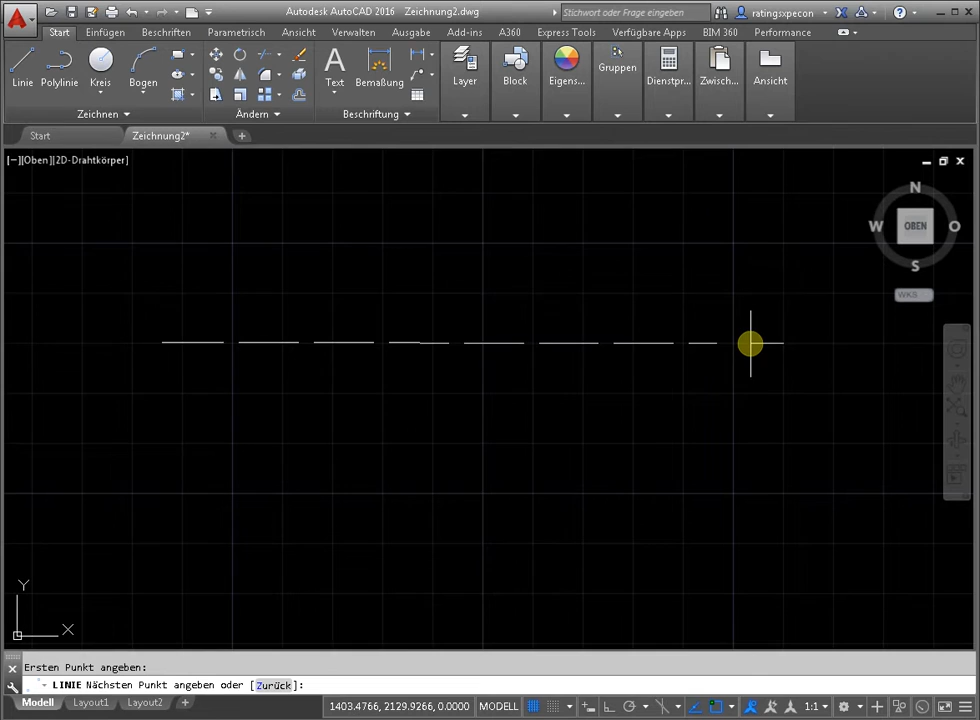 Autodesk AutoCAD 2016 Zeichnung2.dwg
Stichwort oder Frage eingeben
ratingsxpecon
Start Einfügen Beschriften Parametrisch Ansicht Verwalten Ausgabe Add-ins A360 Express Tools Verfügbare Apps BIM 360 Performance
Linie Polylinie Kreis Bogen
Text Bemaßung
Layer Block Eigens... Gruppen Dienstpr... Zwisch... Ansicht
Zeichnen Ändern Beschriftung
Start Zeichnung2*
[−][Oben][2D-Drahtkörper]
N
W OBEN O
S
WKS
Y
X
Ersten Punkt angeben:
LINIE Nächsten Punkt angeben oder [Zurück]:
Modell Layout1 Layout2
1403.4766, 2129.9266, 0.0000 MODELL 1:1